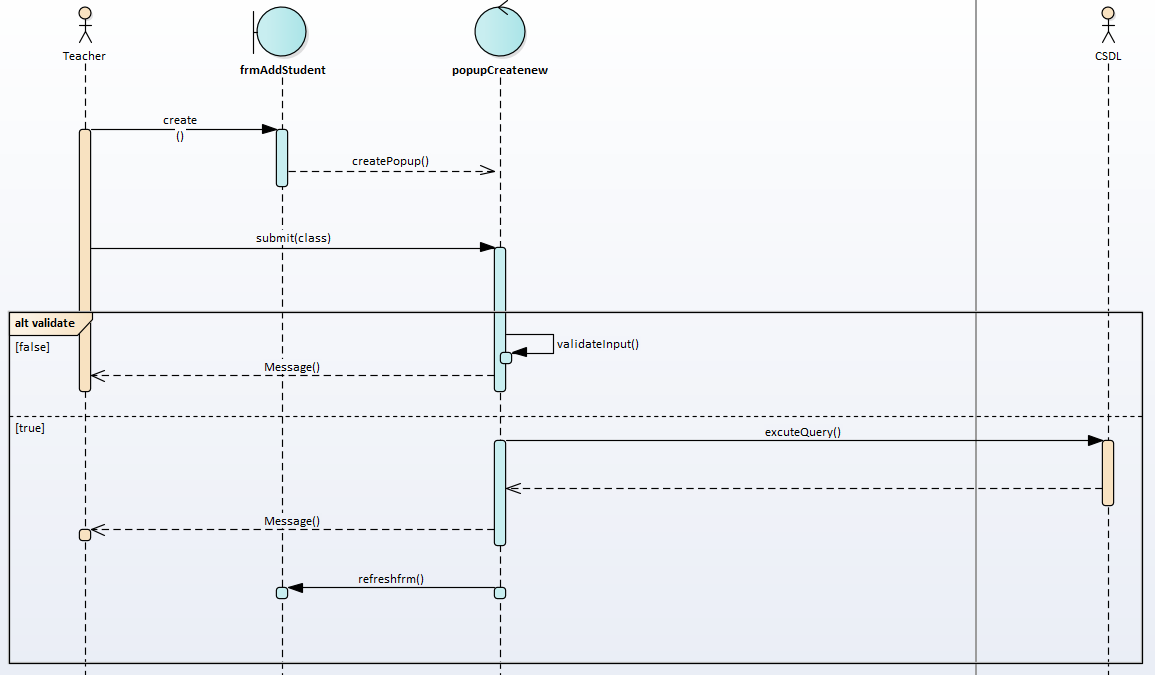 Teacher
frmAddStudent
popupCreatenew
CSDL
create
()
createPopup()
submit(class)
alt validate
[false]
validateInput()
Message()
[true]
excuteQuery()
Message()
refreshfrm()